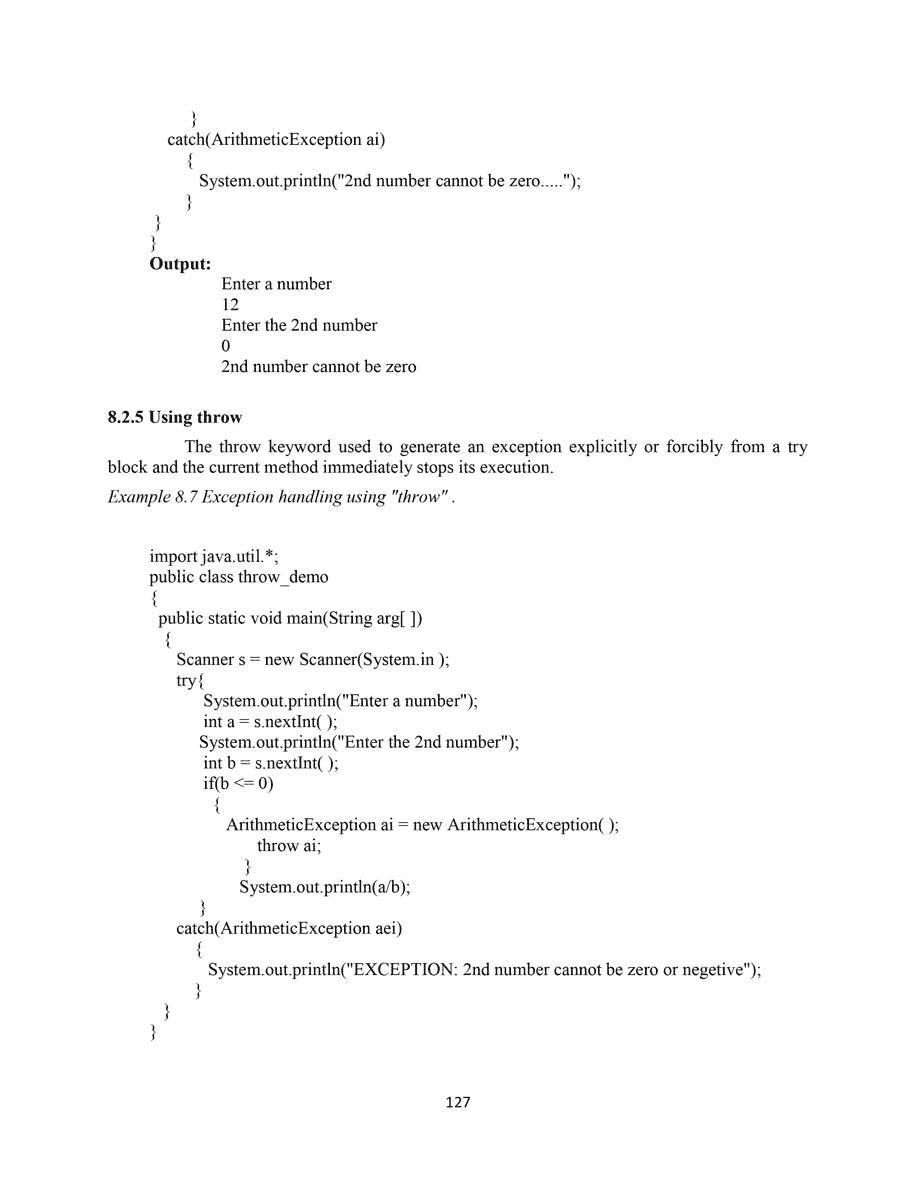 }
catch(ArithmeticException ai)
{
System.out.println("2nd number cannot be zero.....");
}
}
}
Output:
Enter a number
12
Enter the 2nd number
0
2nd number cannot be zero
8.2.5 Using throw
The throw keyword used to generate an exception explicitly or forcibly from a try
block and the current method immediately stops its execution.
Example 8.7 Exception handling using "throw" .
import java.util.*;
public class throw_demo
{
public static void main(String arg[ ])
{
Scanner s = new Scanner(System.in );
try{
System.out.println("Enter a number");
int a = s.nextInt( );
System.out.println("Enter the 2nd number");
int b = s.nextInt( );
if(b <= 0)
{
ArithmeticException ai = new ArithmeticException( );
throw ai;
}
System.out.println(a/b);
}
catch(ArithmeticException aei)
{
System.out.println("EXCEPTION: 2nd number cannot be zero or negetive");
}
}
}
127